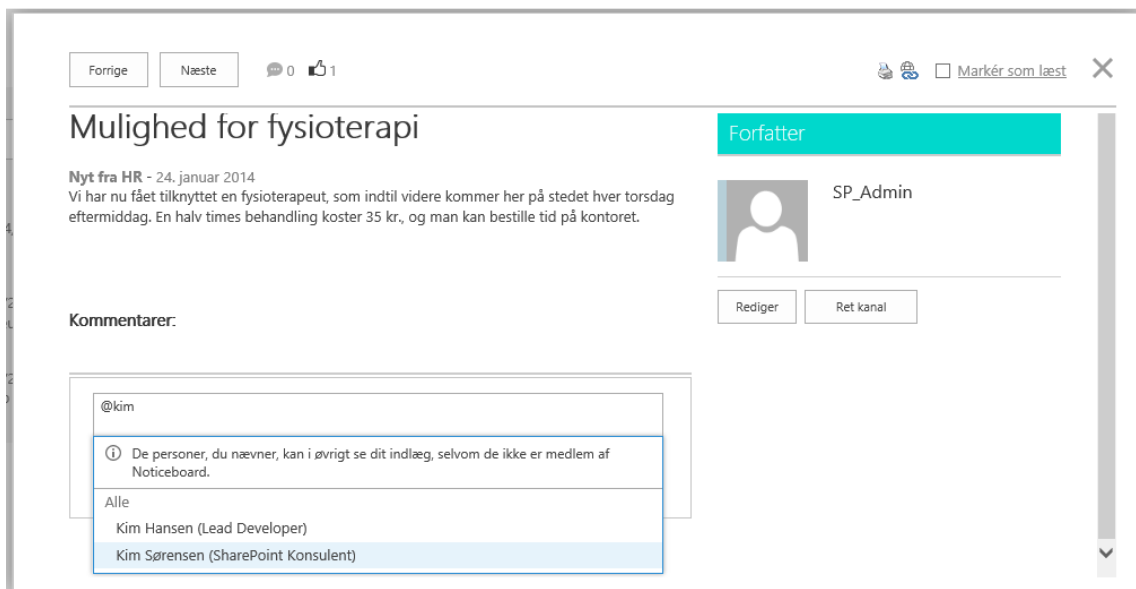 Forrige Næste 0 1 Markér som læst
Mulighed for fysioterapi
Nyt fra HR - 24. januar 2014
Vi har nu fået tilknyttet en fysioterapeut, som indtil videre kommer her på stedet hver torsdag
eftermiddag. En halv times behandling koster 35 kr., og man kan bestille tid på kontoret.
Kommentarer:
@kim
De personer, du nævner, kan i øvrigt se dit indlæg, selvom de ikke er medlem af
Noticeboard.
Alle
Kim Hansen (Lead Developer)
Kim Sørensen (SharePoint Konsulent)
Forfatter
SP_Admin
Rediger Ret kanal